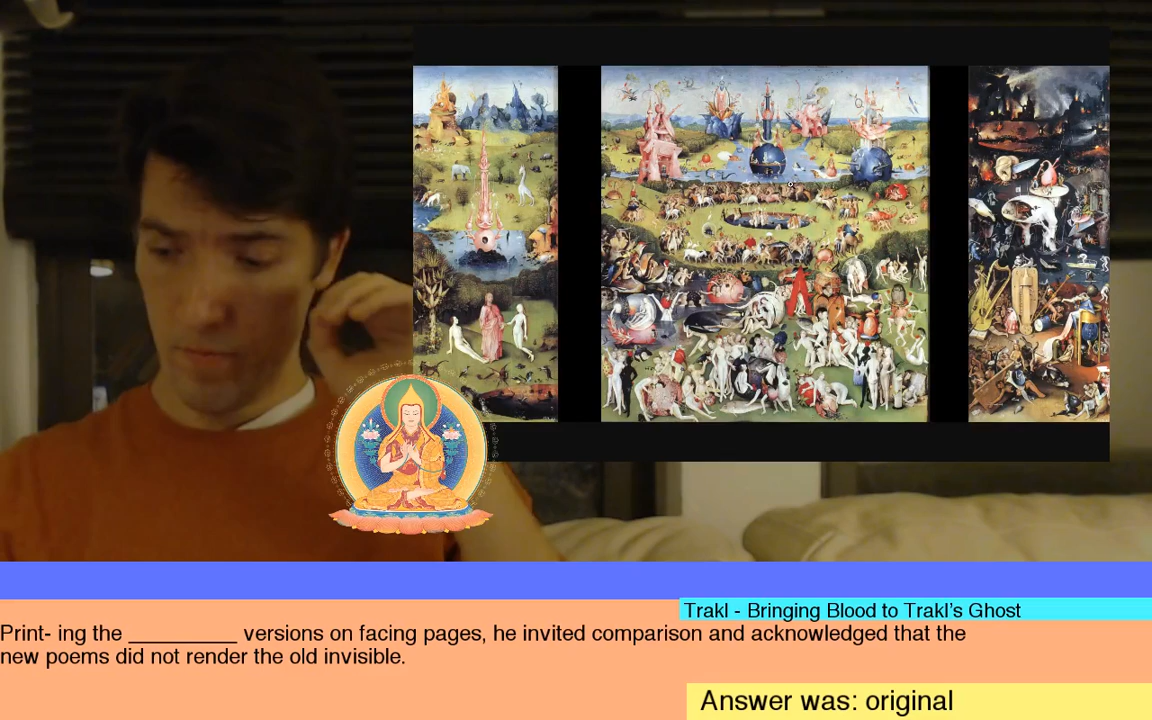 Trakl - Bringing Blood to Trakl's Ghost
Print- ing the _________ versions on facing pages, he invited comparison and acknowledged that the
new poems did not render the old invisible.
Answer was: original